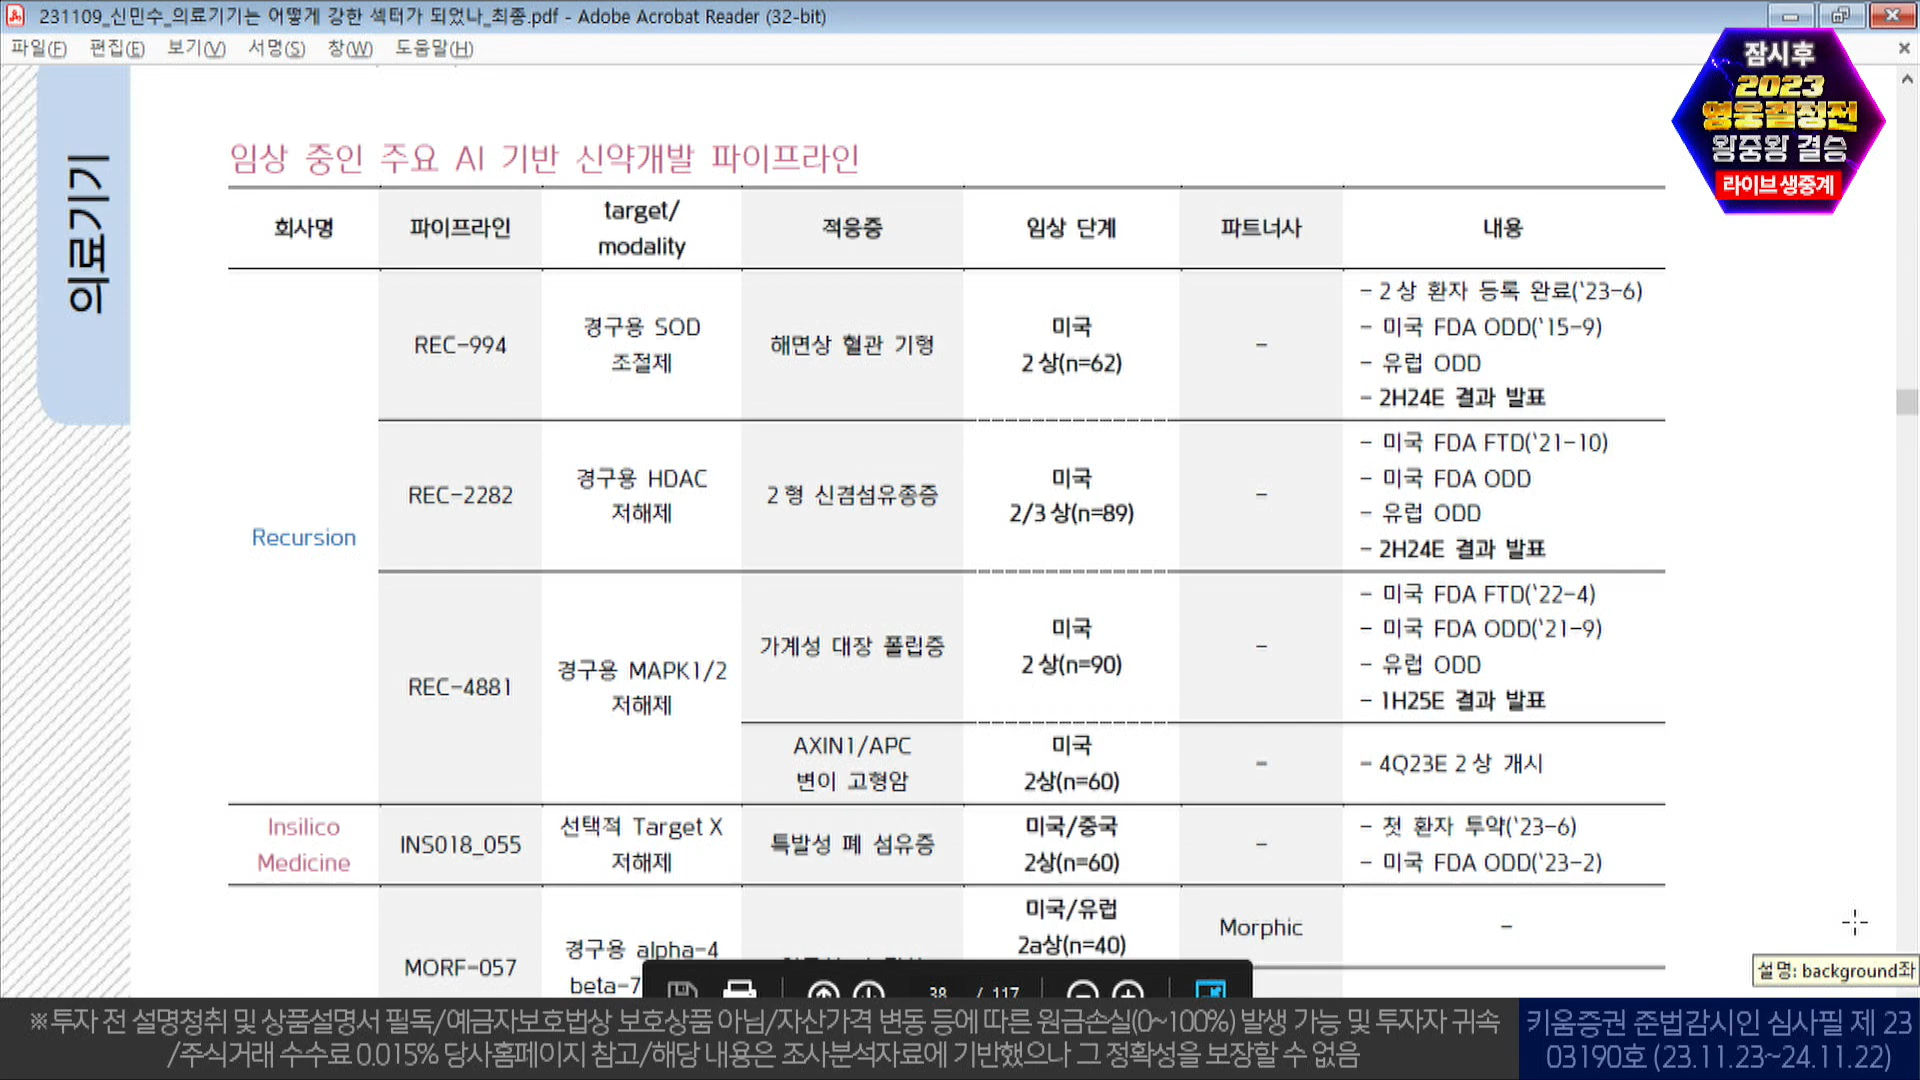 231109_신민수_의료기기는 어떻게 강한 섹터가 되었나_최종.pdf - Adobe Acrobat Reader (32-bit)
파일(F) 편집(E) 보기(V) 서명(S) 창(W) 도움말(H)
잠시후
2023
영웅결정전
왕중왕 결승
라이브 생중계
의료기기
임상 중인 주요 AI 기반 신약개발 파이프라인
회사명 파이프라인 target/ modality 적응증 임상 단계 파트너사 내용
Recursion
REC-994 경구용 SOD 조절제 해면상 혈관 기형 미국 2상(n=62) -
- 2상 환자 등록 완료(‘23-6)
- 미국 FDA ODD(‘15-9)
- 유럽 ODD
- 2H24E 결과 발표
REC-2282 경구용 HDAC 저해제 2형 신경섬유종증 미국 2/3상(n=89) -
- 미국 FDA FTD(‘21-10)
- 미국 FDA ODD
- 유럽 ODD
- 2H24E 결과 발표
REC-4881 경구용 MAPK1/2 저해제 가계성 대장 폴립증 미국 2상(n=90) -
- 미국 FDA FTD(‘22-4)
- 미국 FDA ODD(‘21-9)
- 유럽 ODD
- 1H25E 결과 발표
AXIN1/APC 변이 고형암 미국 2상(n=60) - - 4Q23E 2상 개시
Insilico Medicine INS018_055 선택적 Target X 저해제 특발성 폐 섬유증 미국/중국 2상(n=60) -
- 첫 환자 투약(‘23-6)
- 미국 FDA ODD(‘23-2)
MORF-057 경구용 alpha-4 beta-7 미국/유럽 2a상(n=40) Morphic -
38 / 117
설명: background좌
※투자 전 설명청취 및 상품설명서 필독/예금자보호법상 보호상품 아님/자산가격 변동 등에 따른 원금손실(0~100%) 발생 가능 및 투자자 귀속
/주식거래 수수료 0.015% 당사홈페이지 참고/해당 내용은 조사분석자료에 기반했으나 그 정확성을 보장할 수 없음
키움증권 준법감시인 심사필 제 23
03190호 (23.11.23~24.11.22)